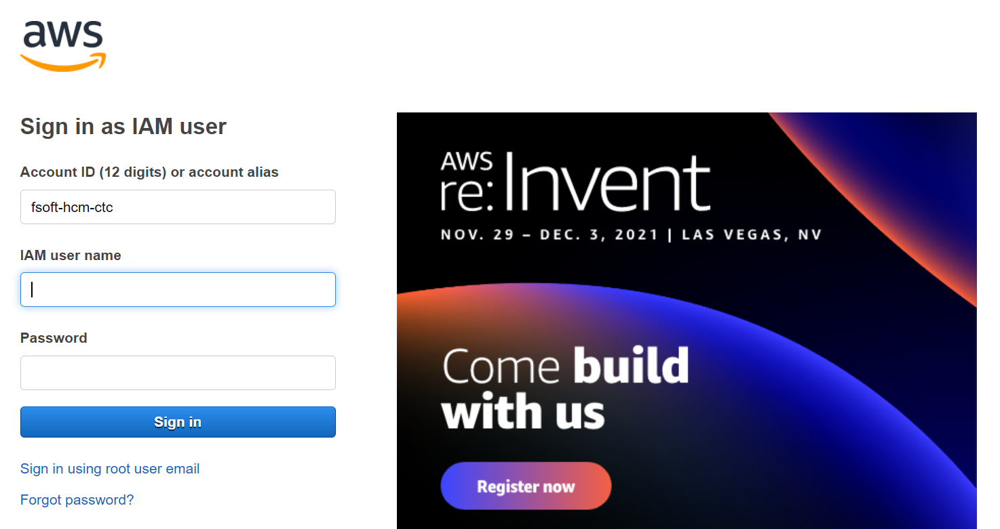 aws
Sign in as IAM user
Account ID (12 digits) or account alias
fsoft-hcm-ctc
IAM user name
Password
Sign in
Sign in using root user email
Forgot password?
AWS
re:Invent
NOV. 29 – DEC. 3, 2021 | LAS VEGAS, NV
Come build
with us
Register now